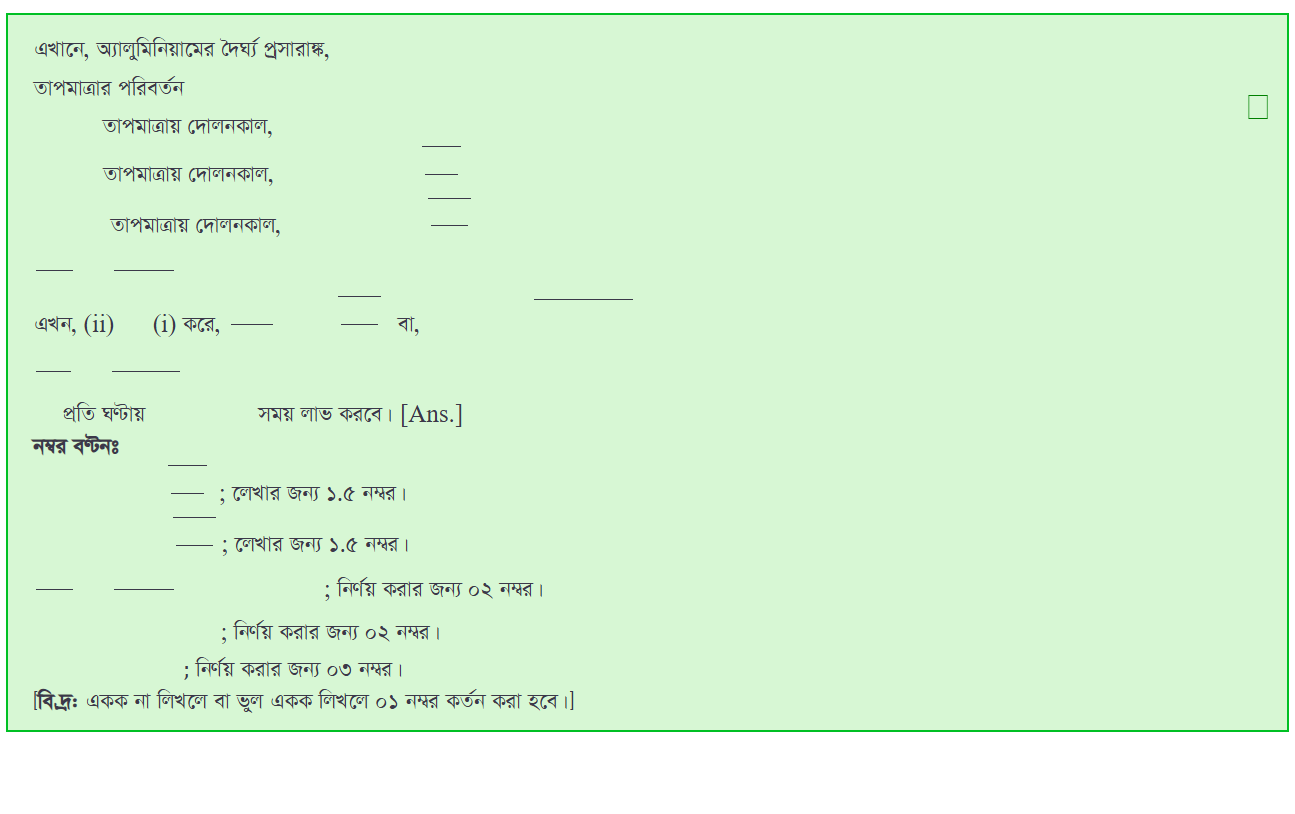 এখানে, অ্যালুমিনিয়ামের দৈর্ঘ্য প্রসারাঙ্ক,
তাপমাত্রার পরিবর্তন
তাপমাত্রায় দোলনকাল,
তাপমাত্রায় দোলনকাল,
তাপমাত্রায় দোলনকাল,
এখন, (ii) (i) করে, বা,
প্রতি ঘণ্টায় সময় লাভ করবে। [Ans.]
নম্বর বণ্টনঃ
; লেখার জন্য ১.৫ নম্বর।
; লেখার জন্য ১.৫ নম্বর।
; নির্ণয় করার জন্য ০২ নম্বর।
; নির্ণয় করার জন্য ০২ নম্বর।
; নির্ণয় করার জন্য ০৩ নম্বর।
[বি.দ্র: একক না লিখলে বা ভুল একক লিখলে ০১ নম্বর কর্তন করা হবে।]